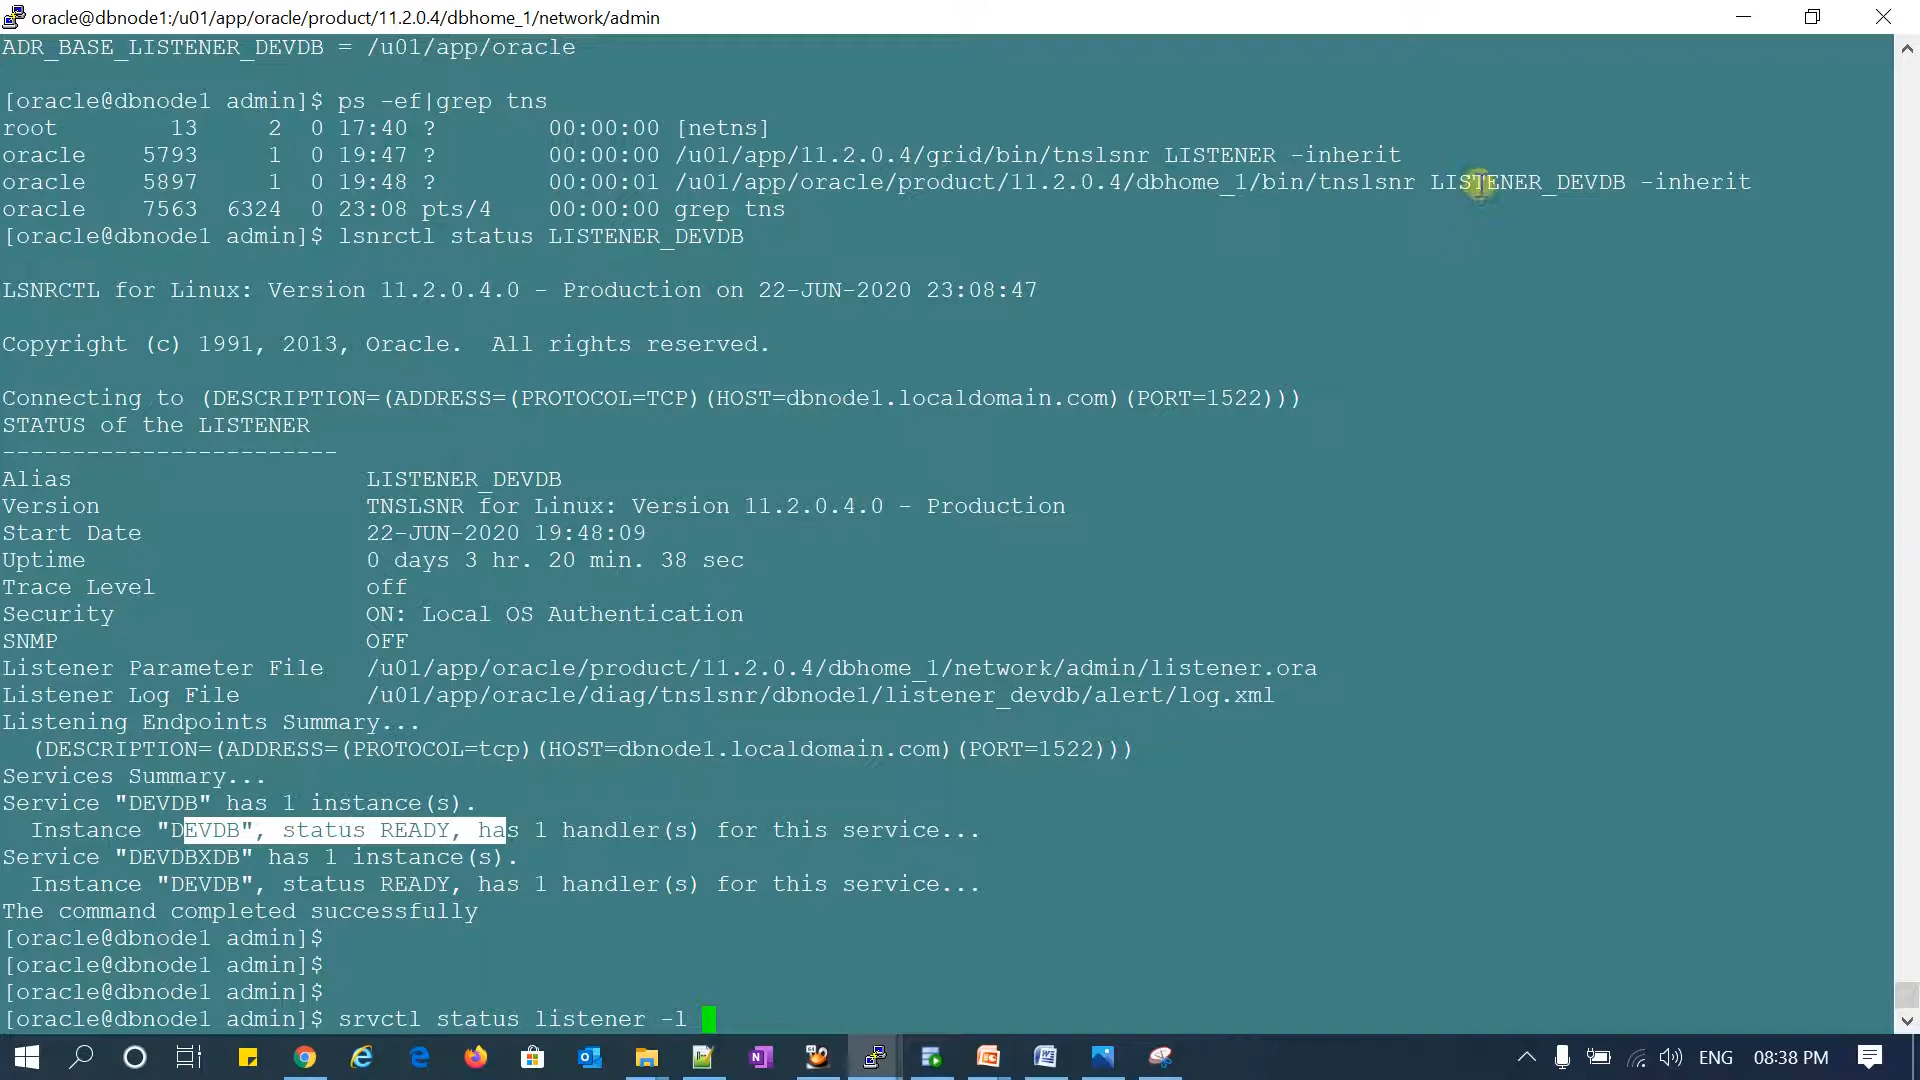 oracle@dbnode1:/u01/app/oracle/product/11.2.0.4/dbhome_1/network/admin
ADR_BASE_LISTENER_DEVDB = /u01/app/oracle
[oracle@dbnode1 admin]$ ps -ef|grep tns
root 13 2 0 17:40 ? 00:00:00 [netns]
oracle 5793 1 0 19:47 ? 00:00:00 /u01/app/11.2.0.4/grid/bin/tnslsnr LISTENER -inherit
oracle 5897 1 0 19:48 ? 00:00:01 /u01/app/oracle/product/11.2.0.4/dbhome_1/bin/tnslsnr LISTENER_DEVDB -inherit
oracle 7563 6324 0 23:08 pts/4 00:00:00 grep tns
[oracle@dbnode1 admin]$ lsnrctl status LISTENER_DEVDB
LSNRCTL for Linux: Version 11.2.0.4.0 - Production on 22-JUN-2020 23:08:47
Copyright (c) 1991, 2013, Oracle.  All rights reserved.
Connecting to (DESCRIPTION=(ADDRESS=(PROTOCOL=TCP)(HOST=dbnode1.localdomain.com)(PORT=1522)))
STATUS of the LISTENER
------------------------
Alias LISTENER_DEVDB
Version TNSLSNR for Linux: Version 11.2.0.4.0 - Production
Start Date 22-JUN-2020 19:48:09
Uptime 0 days 3 hr. 20 min. 38 sec
Trace Level off
Security ON: Local OS Authentication
SNMP OFF
Listener Parameter File /u01/app/oracle/product/11.2.0.4/dbhome_1/network/admin/listener.ora
Listener Log File /u01/app/oracle/diag/tnslsnr/dbnode1/listener_devdb/alert/log.xml
Listening Endpoints Summary...
(DESCRIPTION=(ADDRESS=(PROTOCOL=tcp)(HOST=dbnode1.localdomain.com)(PORT=1522)))
Services Summary...
Service "DEVDB" has 1 instance(s).
Instance "DEVDB", status READY, has 1 handler(s) for this service...
Service "DEVDBXDB" has 1 instance(s).
Instance "DEVDB", status READY, has 1 handler(s) for this service...
The command completed successfully
[oracle@dbnode1 admin]$
[oracle@dbnode1 admin]$
[oracle@dbnode1 admin]$
[oracle@dbnode1 admin]$ srvctl status listener -l
ENG 08:38 PM